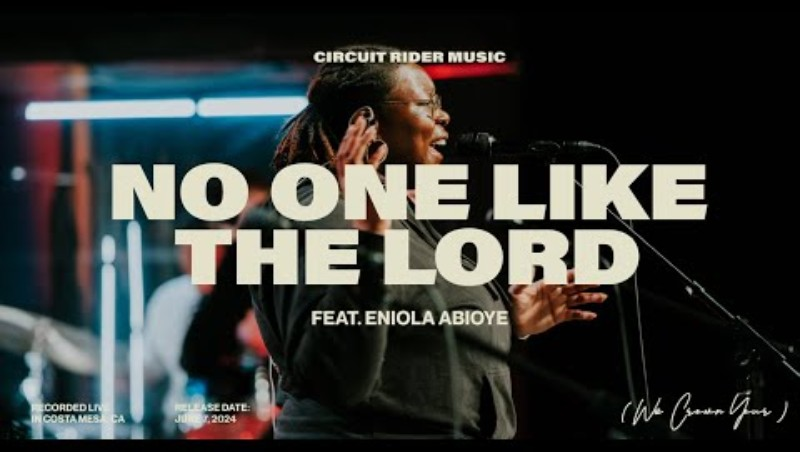 CIRCUIT RIDER MUSIC
NO ONE LIKE
THE LORD
FEAT. ENIOLA ABIOYE
RECORDED LIVE
IN COSTA MESA, CA
RELEASE DATE:
JUNE 7, 2024
(We Crown You)